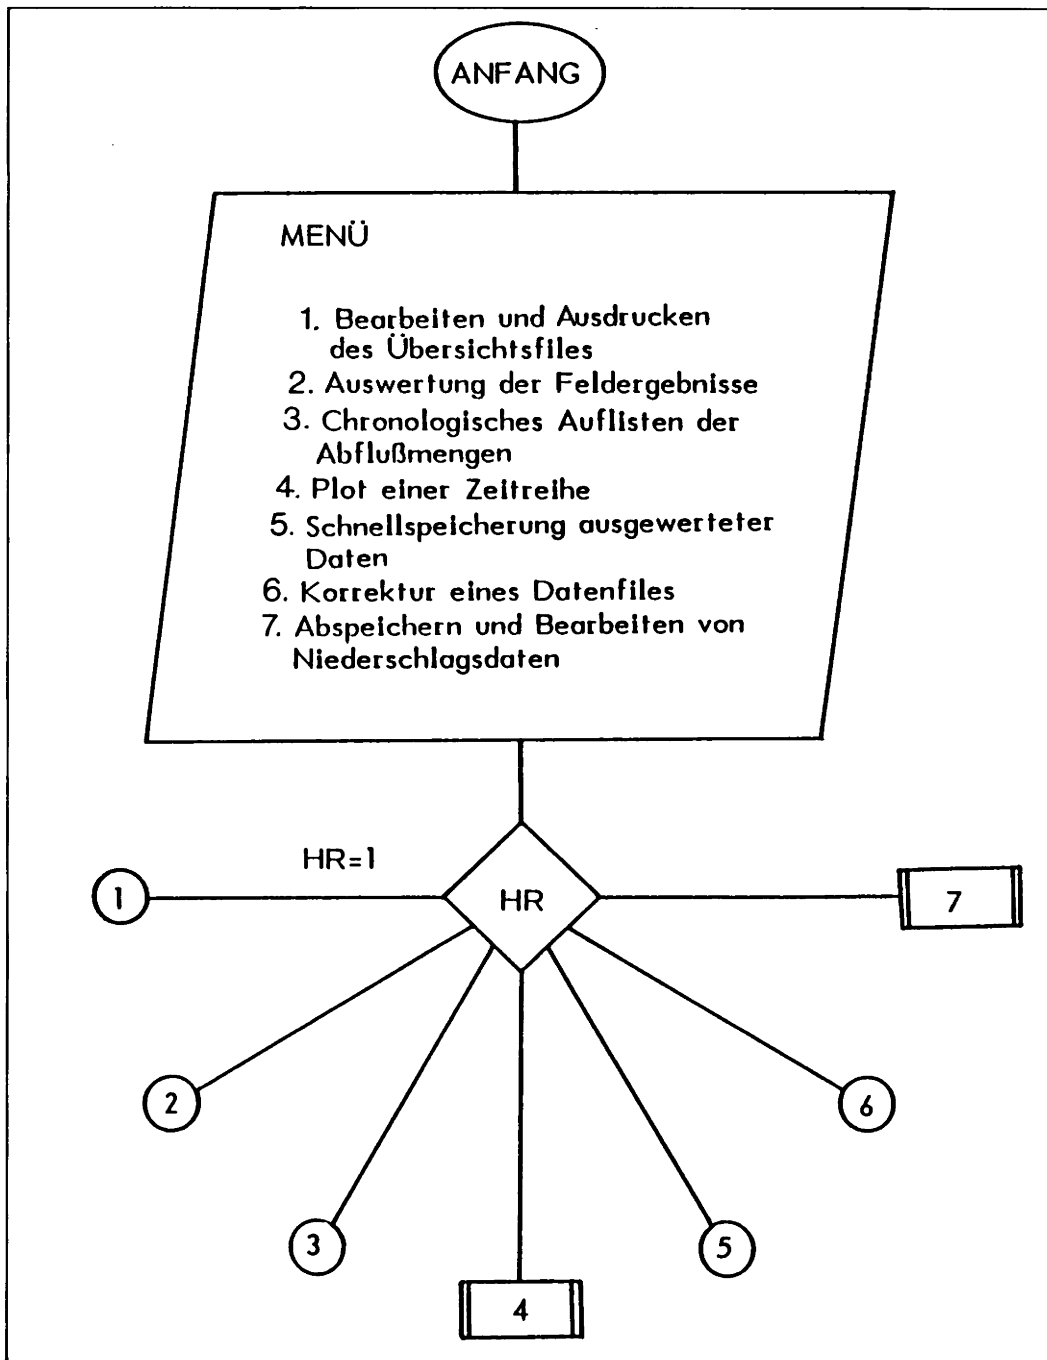 ANFANG
MENÜ
1. Bearbeiten und Ausdrucken
des Übersichtsfiles
2. Auswertung der Feldergebnisse
3. Chronologisches Auflisten der
Abflußmengen
4. Plot einer Zeitreihe
5. Schnellspeicherung ausgewerteter
Daten
6. Korrektur eines Datenfiles
7. Abspeichern und Bearbeiten von
Niederschlagsdaten
HR=1
1
HR
7
2
6
3
5
4